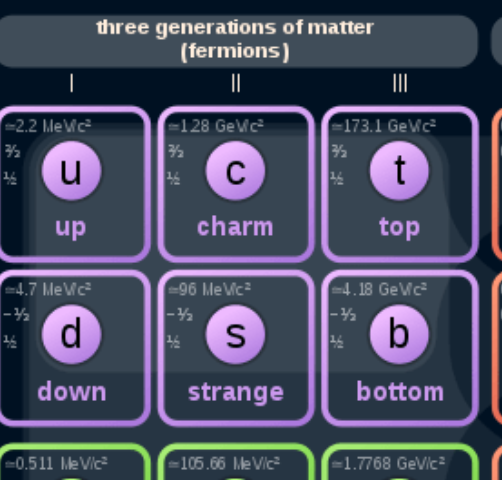 three generations of matter
(fermions)
I II III
≃2.2 MeV/c² ≃1.28 GeV/c² ≃173.1 GeV/c²
⅔ ⅔ ⅔
½ ½ ½
u c t
up charm top
≃4.7 MeV/c² ≃96 MeV/c² ≃4.18 GeV/c²
−⅓ −⅓ −⅓
½ ½ ½
d s b
down strange bottom
≃0.511 MeV/c² ≃105.66 MeV/c² ≃1.7768 GeV/c²